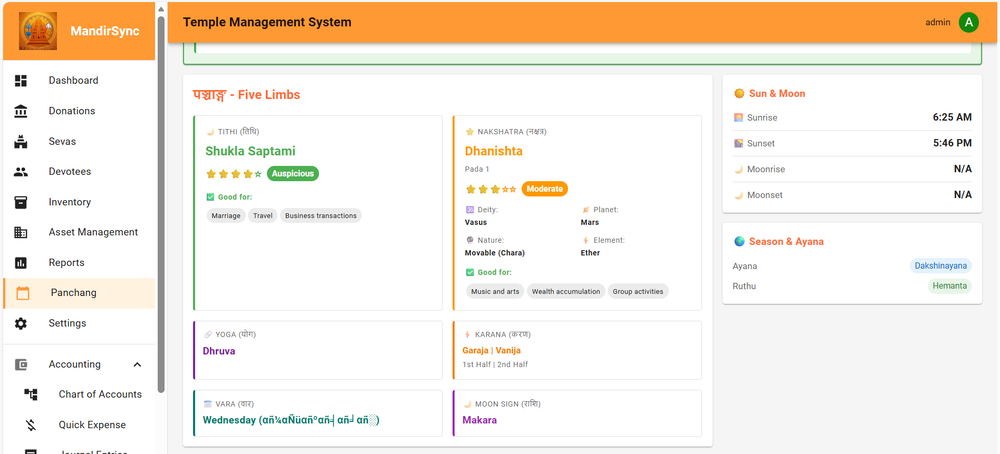 MandirSync
Temple Management System
admin
A
Dashboard
Donations
Sevas
Devotees
Inventory
Asset Management
Reports
Panchang
Settings
Accounting
Chart of Accounts
Quick Expense
Journal Entries
पञ्चाङ्ग - Five Limbs
TITHI (तिथि)
Shukla Saptami
Auspicious
Good for:
Marriage
Travel
Business transactions
NAKSHATRA (नक्षत्र)
Dhanishta
Pada 1
Moderate
Deity:
Planet:
Vasus
Mars
Nature:
Element:
Movable (Chara)
Ether
Good for:
Music and arts
Wealth accumulation
Group activities
YOGA (योग)
Dhruva
KARANA (करण)
Garaja | Vanija
1st Half | 2nd Half
VARA (वार)
Wednesday (αñ¼αÑüαñºαñ╡αñ╛αñ░)
MOON SIGN (राशि)
Makara
Sun & Moon
Sunrise 6:25 AM
Sunset 5:46 PM
Moonrise N/A
Moonset N/A
Season & Ayana
Ayana Dakshinayana
Ruthu Hemanta